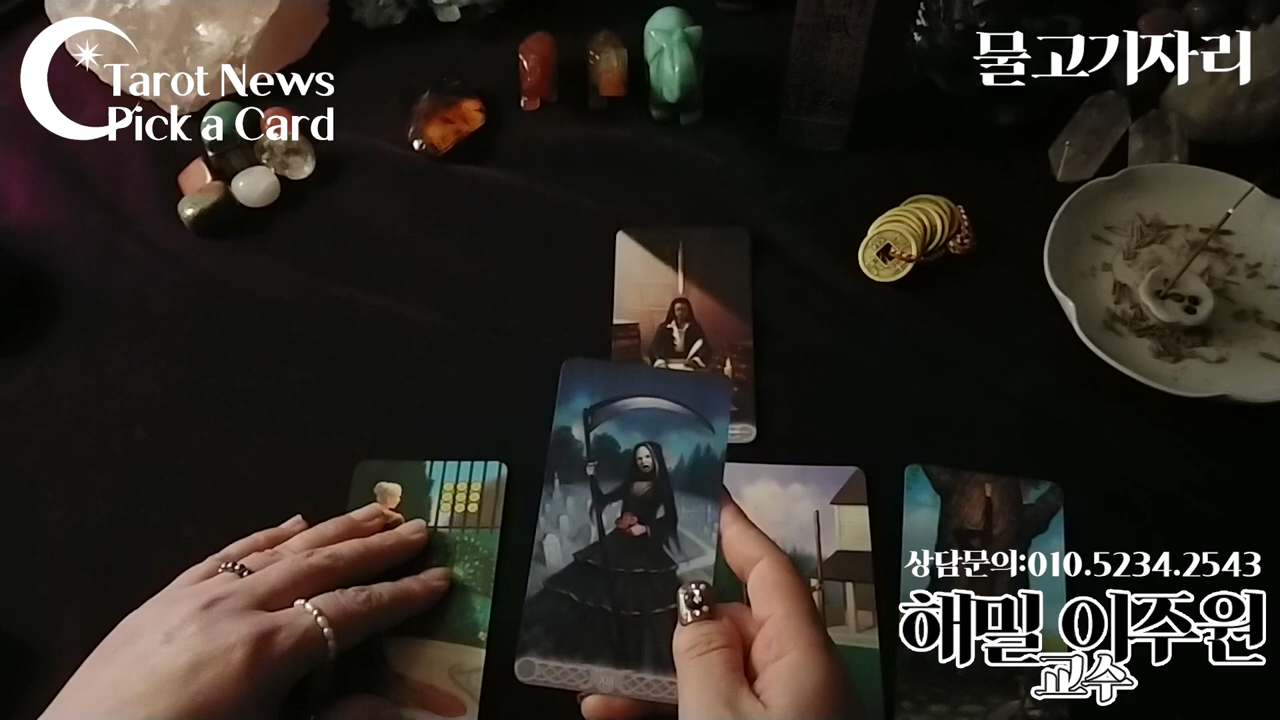 Tarot News
Pick a Card
물고기자리
상담문의:010.5234.2543
해밀 이주원
교수
XIII